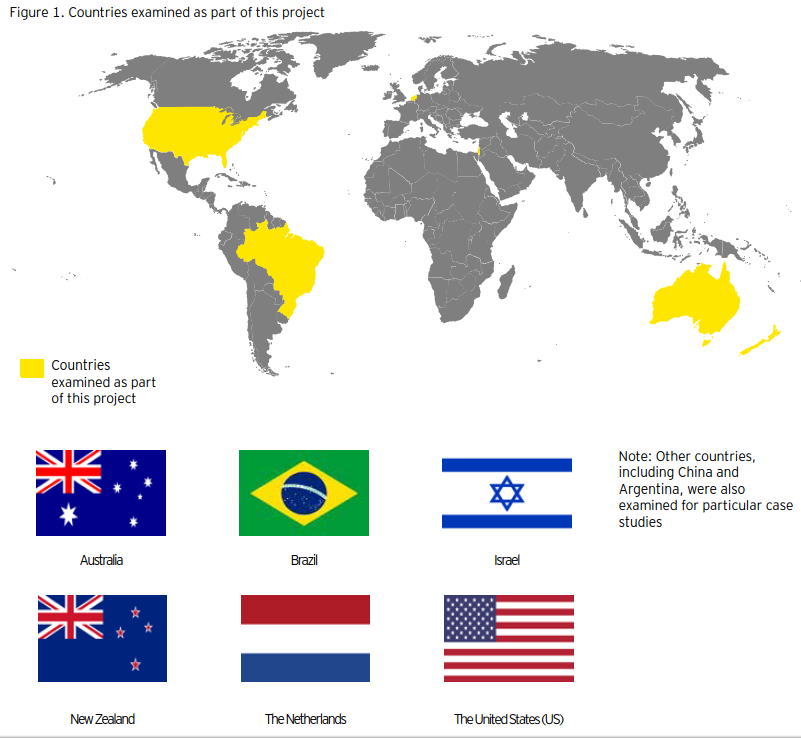 Figure 1. Countries examined as part of this project
Countries
examined as part
of this project
Note: Other countries,
including China and
Argentina, were also
examined for particular case
studies
Australia
Brazil
Israel
New Zealand
The Netherlands
The United States (US)